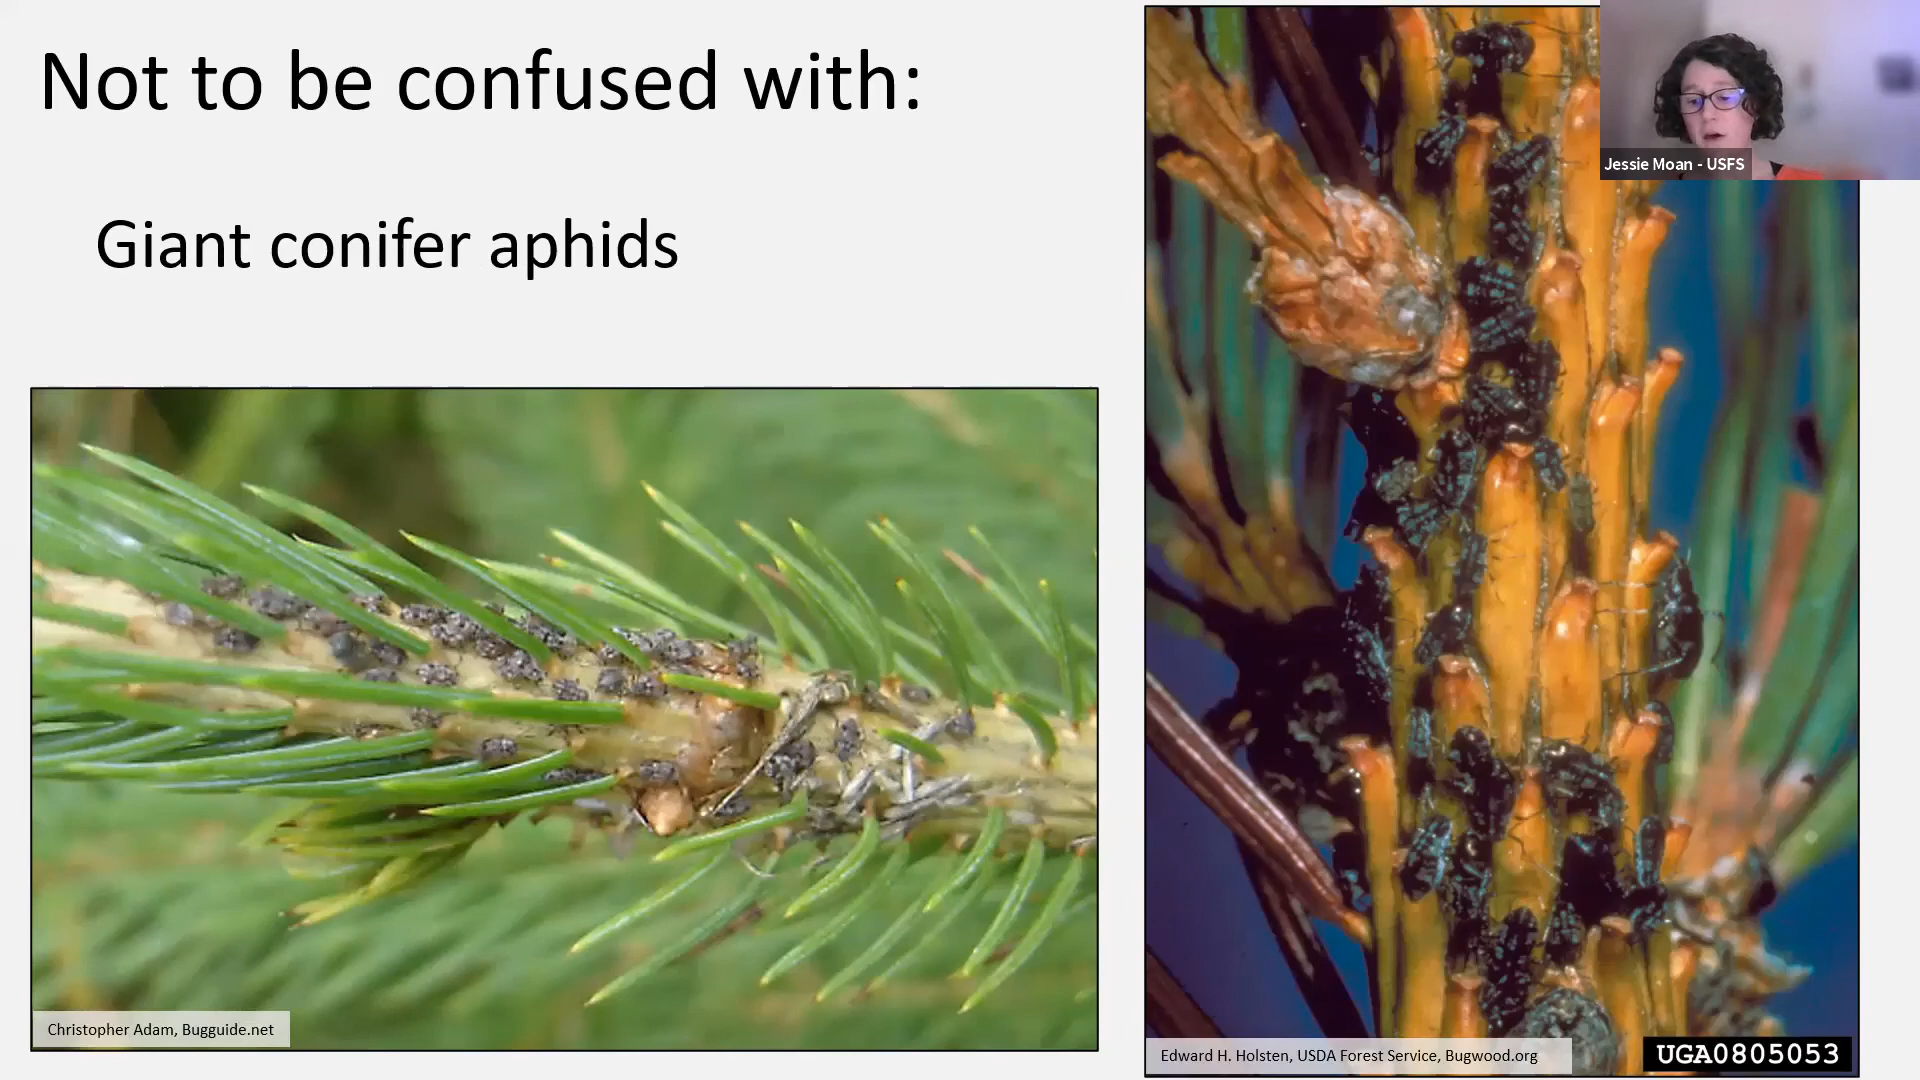 Not to be confused with:
Giant conifer aphids
Jessie Moan - USFS
Christopher Adam, Bugguide.net
Edward H. Holsten, USDA Forest Service, Bugwood.org
UGA0805053